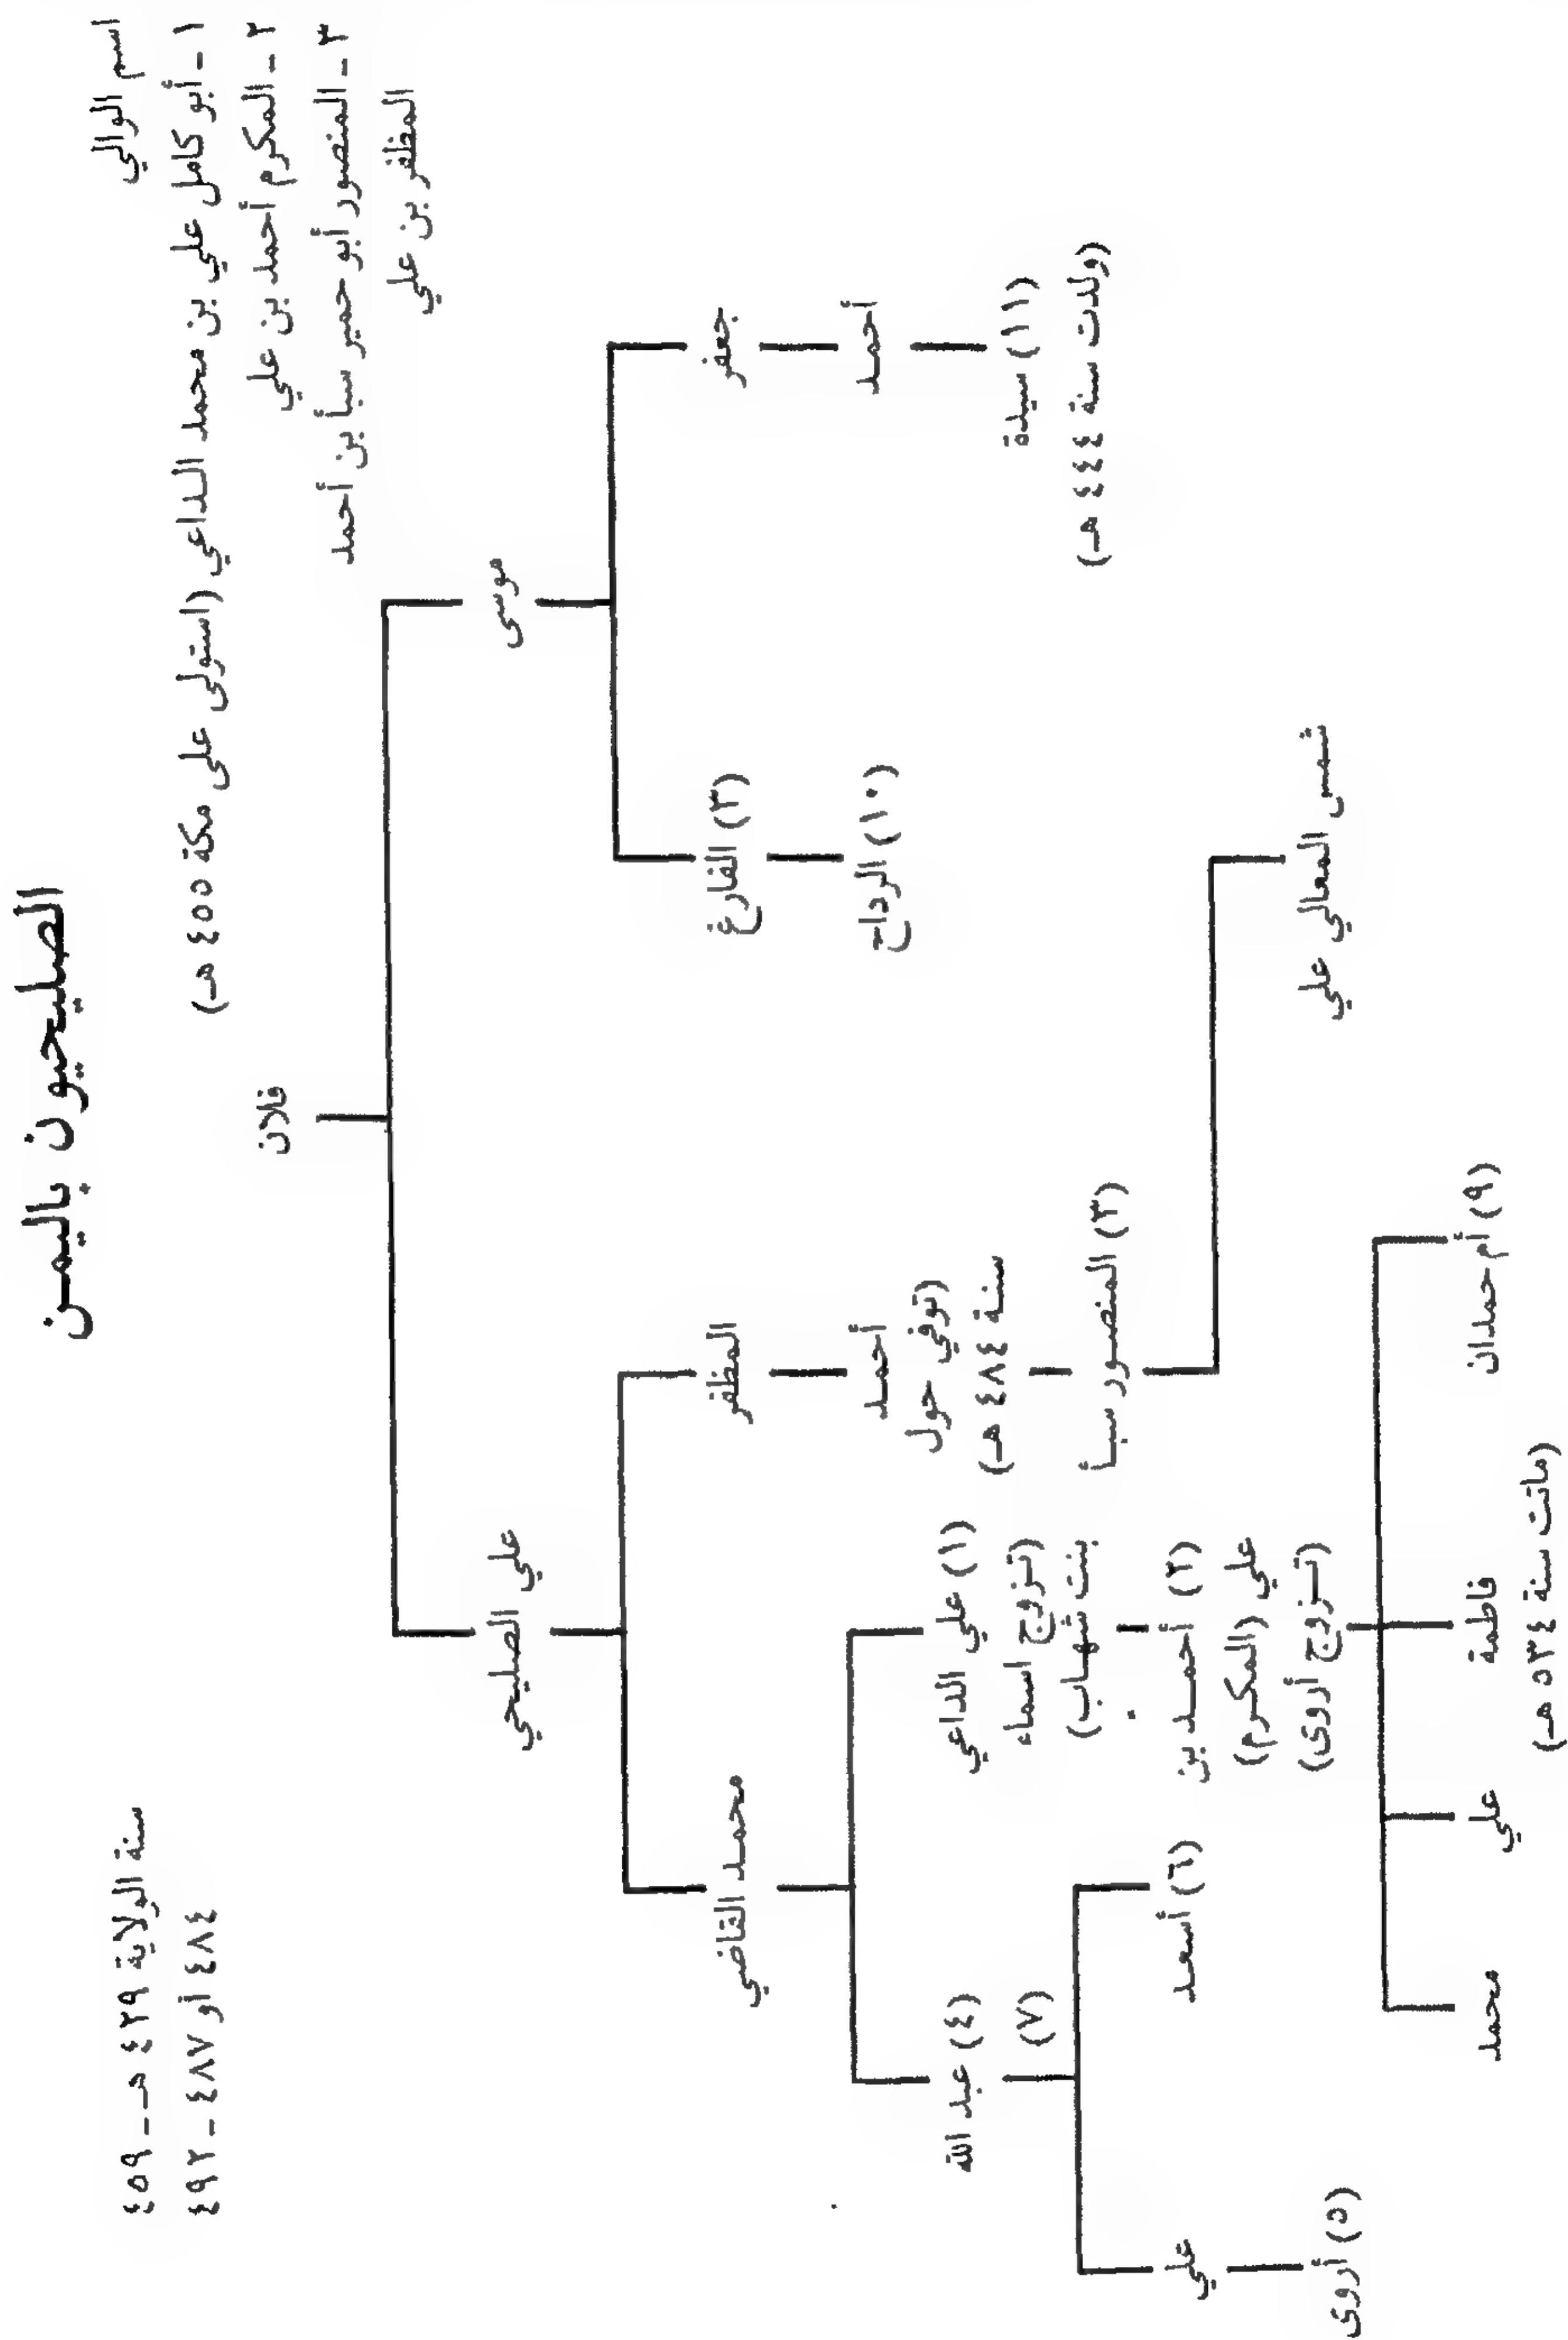 الصليحيون باليمن
اسم الوالي
سنة الولاية ٤٢٩ هـ - ٤٥٩
١ - أبو كامل علي بن محمد الداعي (استولى على مكة ٤٥٥ هـ)
٤٨٤ أو ٤٨٧ - ٤٩٢
٢ - المكرم أحمد بن علي
٣ - المنصور أبو حمير سبأ بن أحمد
المظفر بن علي
فلان
موسى
علي الصليحي
جعفر
(٣) الفارغ
المظفر
محمد القاضي
أحمد
(١٠) الرداح
أحمد
(توفي حول
سنة ٤٨٤ هـ)
(١) علي الداعي
(تزوج اسماء
بنت شهاب)
(٤) عبد الله
(٧)
(١١) سيدة
(ولدت سنة ٤٤٤ هـ)
(٣) المنصور سبأ
(٢) أحمد بن
علي (المكرم)
(تزوج أروى)
(٦) أسعد
علي
شمس المعالي علي
(٥) أروى
(٩) أم حمدان
فاطمة
(ماتت سنة ٥٣٤ هـ)
علي
محمد